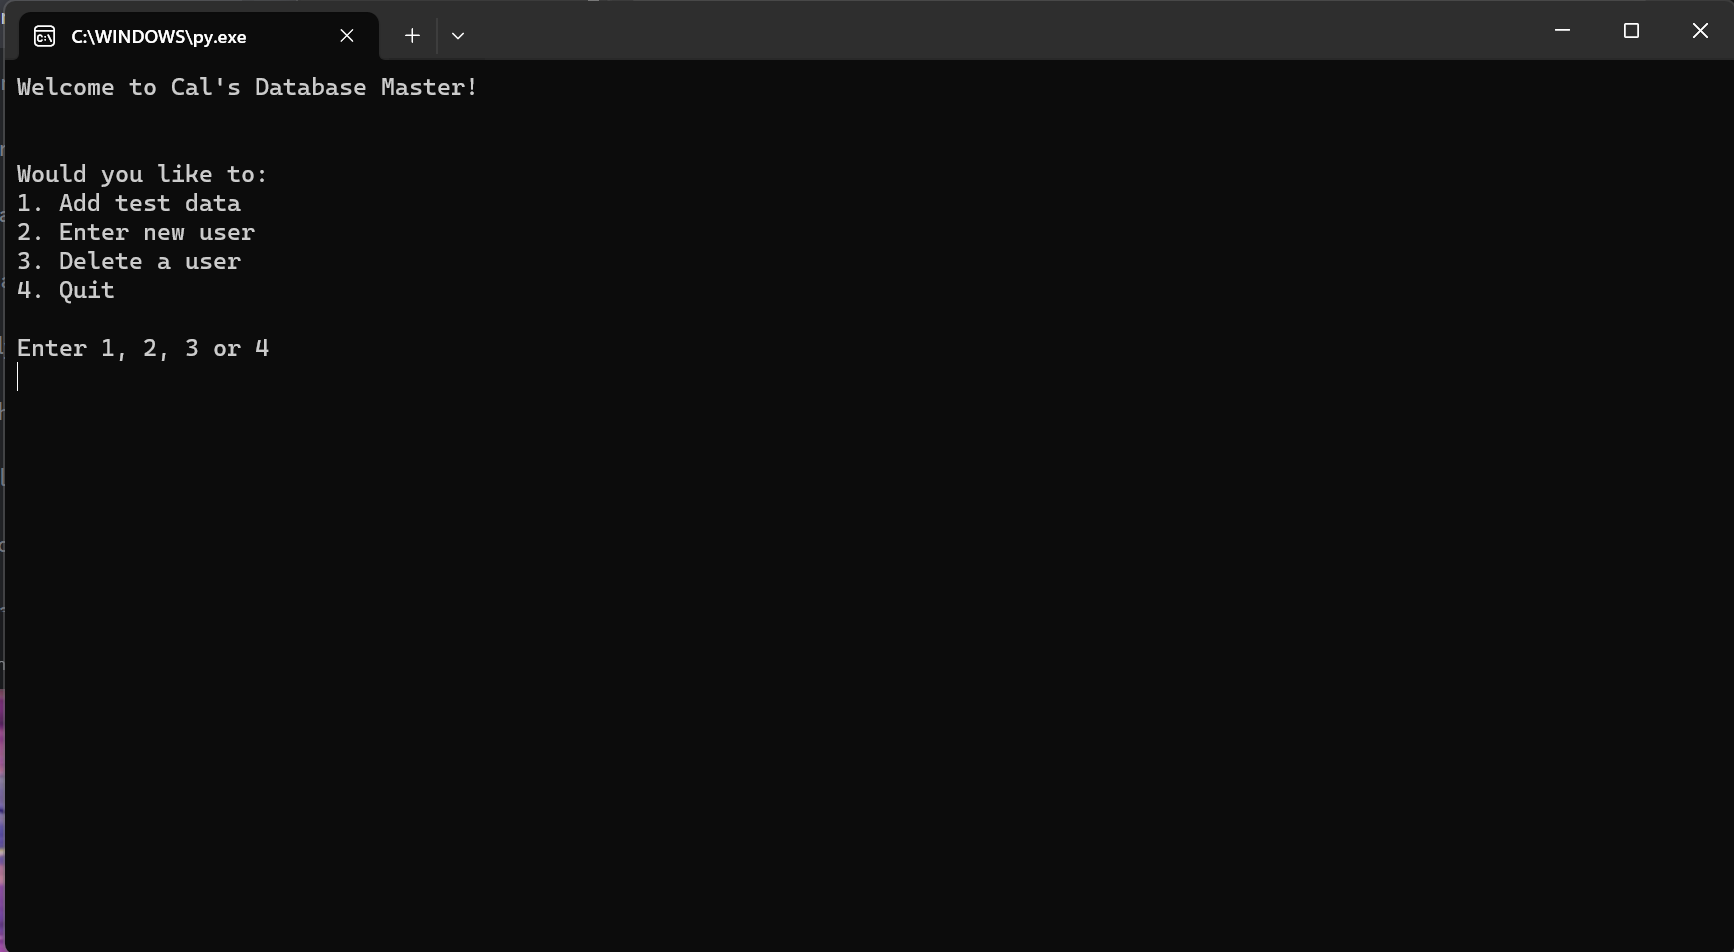 C:\WINDOWS\py.exe
Welcome to Cal's Database Master!
Would you like to:
1. Add test data
2. Enter new user
3. Delete a user
4. Quit
Enter 1, 2, 3 or 4